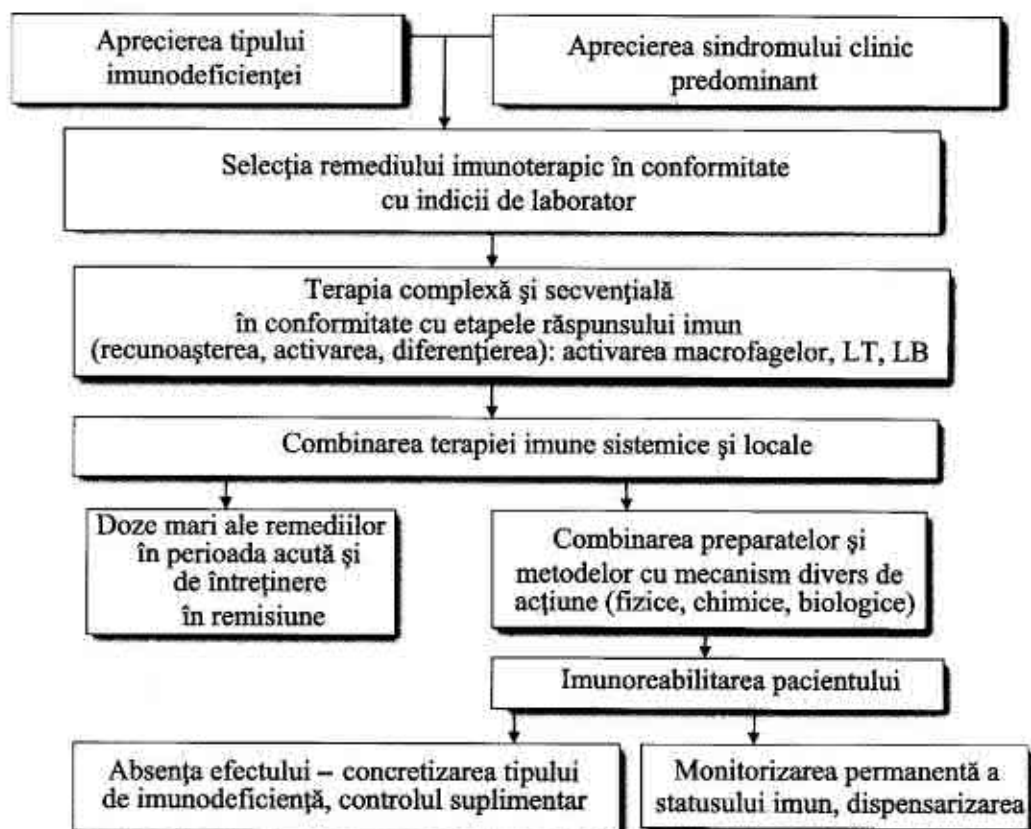 Aprecierea tipului
imunodeficienței
Aprecierea sindromului clinic
predominant
Selecția remediului imunoterapic în conformitate
cu indicii de laborator
Terapia complexă și secvențială
în conformitate cu etapele răspunsului imun
(recunoașterea, activarea, diferențierea): activarea macrofagelor, LT, LB
Combinarea terapiei imune sistemice și locale
Doze mari ale remediilor
în perioada acută și
de întreținere
în remisiune
Combinarea preparatelor și
metodelor cu mecanism divers de
acțiune (fizice, chimice, biologice)
Imunoreabilitarea pacientului
Absența efectului – concretizarea tipului
de imunodeficiență, controlul suplimentar
Monitorizarea permanentă a
statusului imun, dispensarizarea